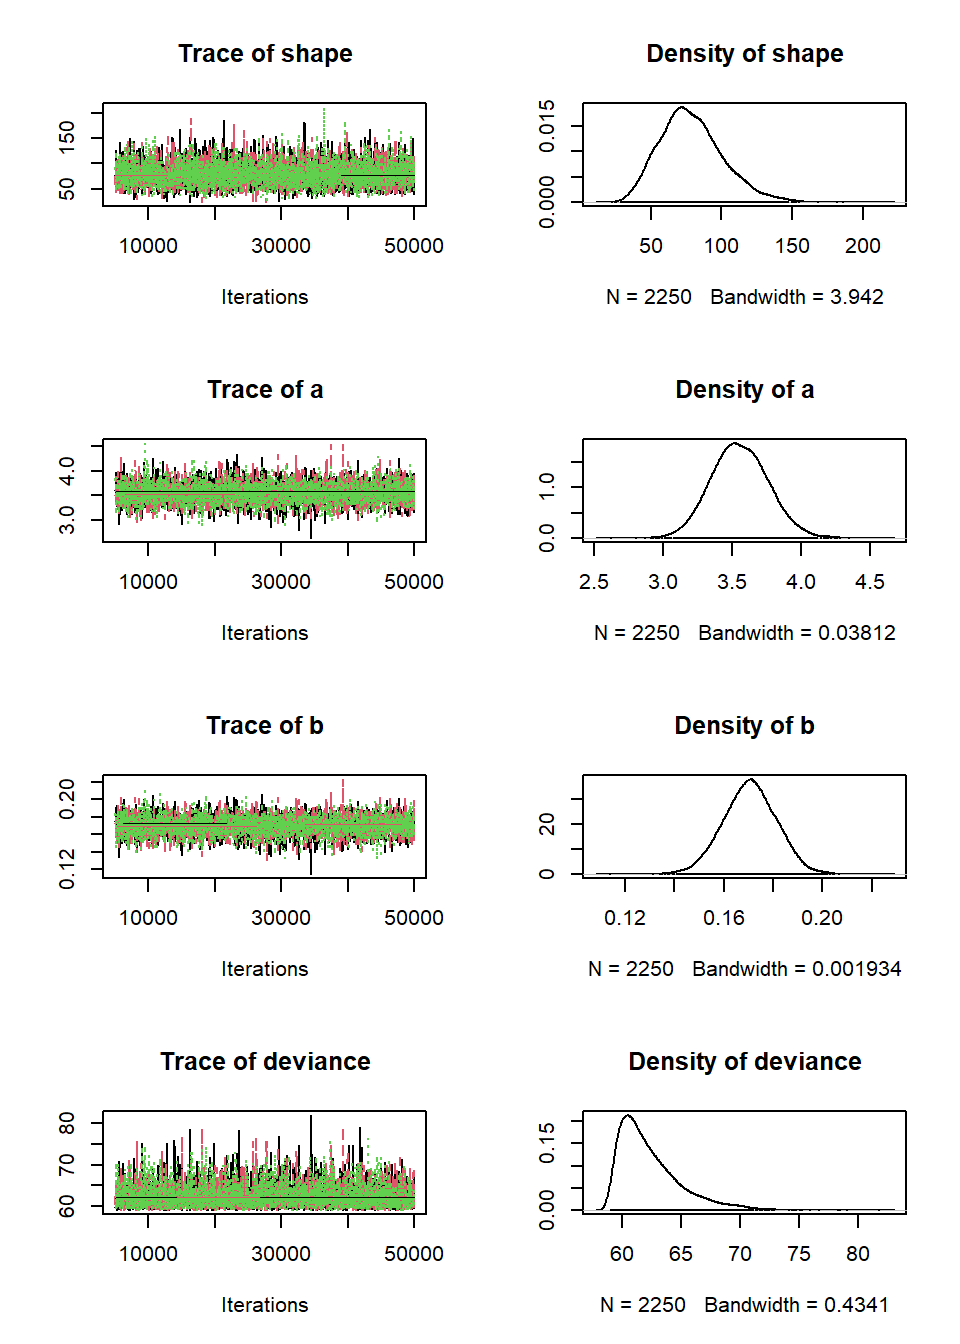 Trace of shape
150
50
10000 30000 50000
Iterations
Density of shape
0.015
0.000
50 100 150 200
N = 2250 Bandwidth = 3.942
Trace of a
4.0
3.0
10000 30000 50000
Iterations
Density of a
1.0
0.0
2.5 3.0 3.5 4.0 4.5
N = 2250 Bandwidth = 0.03812
Trace of b
0.20
0.12
10000 30000 50000
Iterations
Density of b
20
0
0.12 0.16 0.20
N = 2250 Bandwidth = 0.001934
Trace of deviance
80
70
60
10000 30000 50000
Iterations
Density of deviance
0.15
0.00
60 65 70 75 80
N = 2250 Bandwidth = 0.4341